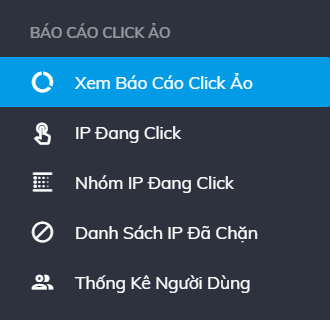 BÁO CÁO CLICK ẢO
Xem Báo Cáo Click Ảo
IP Đang Click
Nhóm IP Đang Click
Danh Sách IP Đã Chặn
Thống Kê Người Dùng